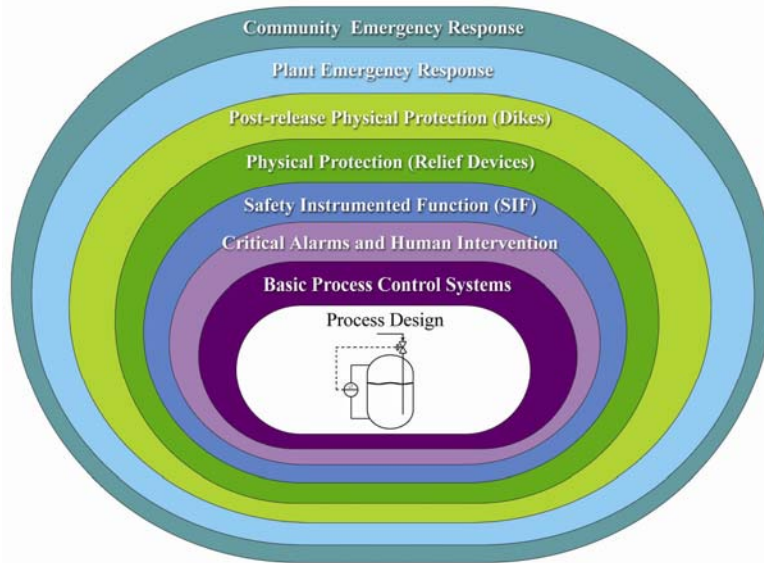 Community Emergency Response
Plant Emergency Response
Post-release Physical Protection (Dikes)
Physical Protection (Relief Devices)
Safety Instrumented Function (SIF)
Critical Alarms and Human Intervention
Basic Process Control Systems
Process Design